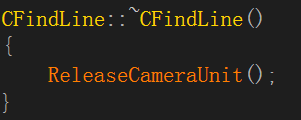 CFindLine::~CFindLine()
{
    ReleaseCameraUnit();
}